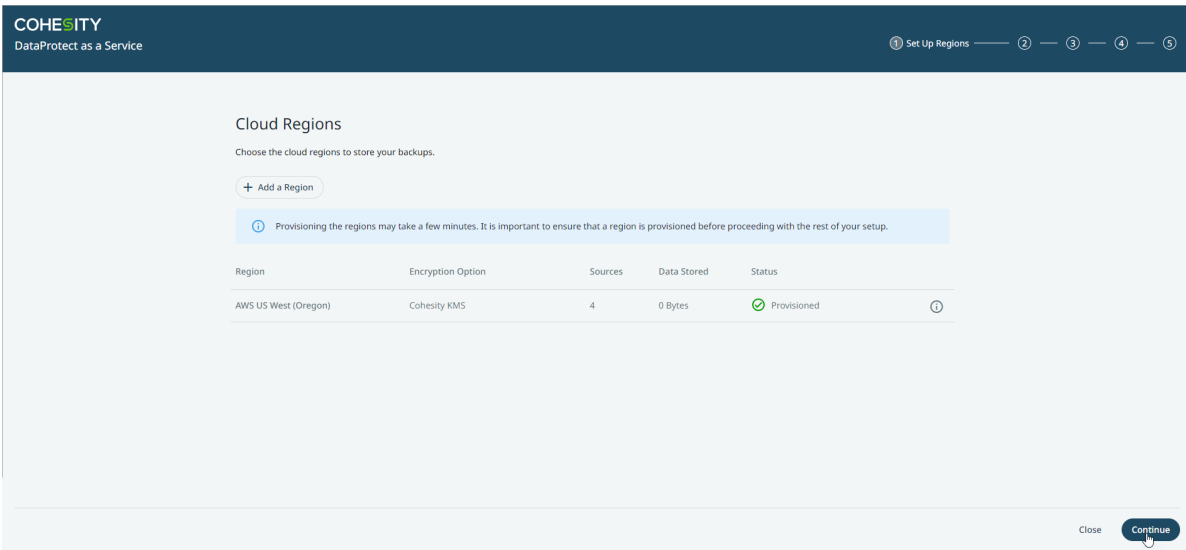 COHESITY
DataProtect as a Service
1 Set Up Regions 2 3 4 5
Cloud Regions
Choose the cloud regions to store your backups.
+ Add a Region
Provisioning the regions may take a few minutes. It is important to ensure that a region is provisioned before proceeding with the rest of your setup.
Region Encryption Option Sources Data Stored Status
AWS US West (Oregon) Cohesity KMS 4 0 Bytes Provisioned
Close Continue